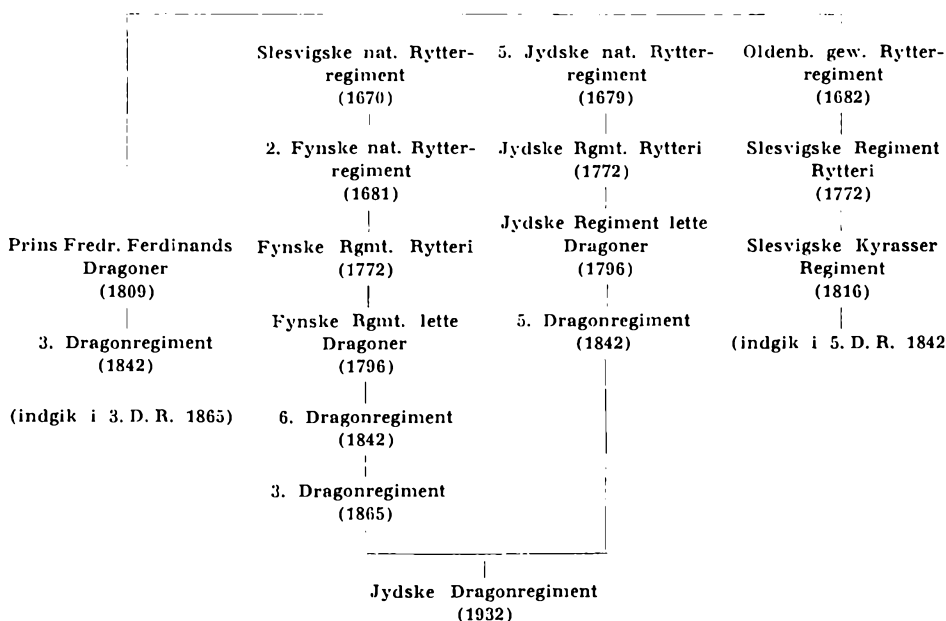 Slesvigske nat. Rytter-
regiment
(1670)
2. Fynske nat. Rytter-
regiment
(1681)
Fynske Rgmt. Rytteri
(1772)
Fynske Rgmt. lette
Dragoner
(1796)
6. Dragonregiment
(1842)
3. Dragonregiment
(1865)
5. Jydske nat. Rytter-
regiment
(1679)
Jydske Rgmt. Rytteri
(1772)
Jydske Regiment lette
Dragoner
(1796)
5. Dragonregiment
(1842)
Oldenb. gew. Rytter-
regiment
(1682)
Slesvigske Regiment
Rytteri
(1772)
Slesvigske Kyrasser
Regiment
(1816)
(indgik i 5. D. R. 1842
Prins Fredr. Ferdinands
Dragoner
(1809)
3. Dragonregiment
(1842)
(indgik i 3. D. R. 1865)
Jydske Dragonregiment
(1932)